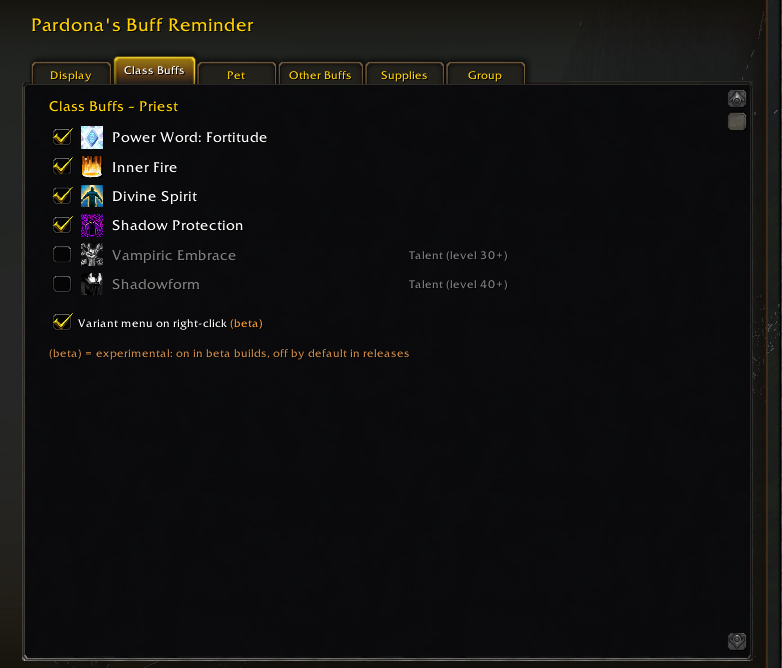 Pardona's Buff Reminder
Display Class Buffs Pet Other Buffs Supplies Group
Class Buffs - Priest
Power Word: Fortitude
Inner Fire
Divine Spirit
Shadow Protection
Vampiric Embrace Talent (level 30+)
Shadowform Talent (level 40+)
Variant menu on right-click (beta)
(beta) = experimental: on in beta builds, off by default in releases